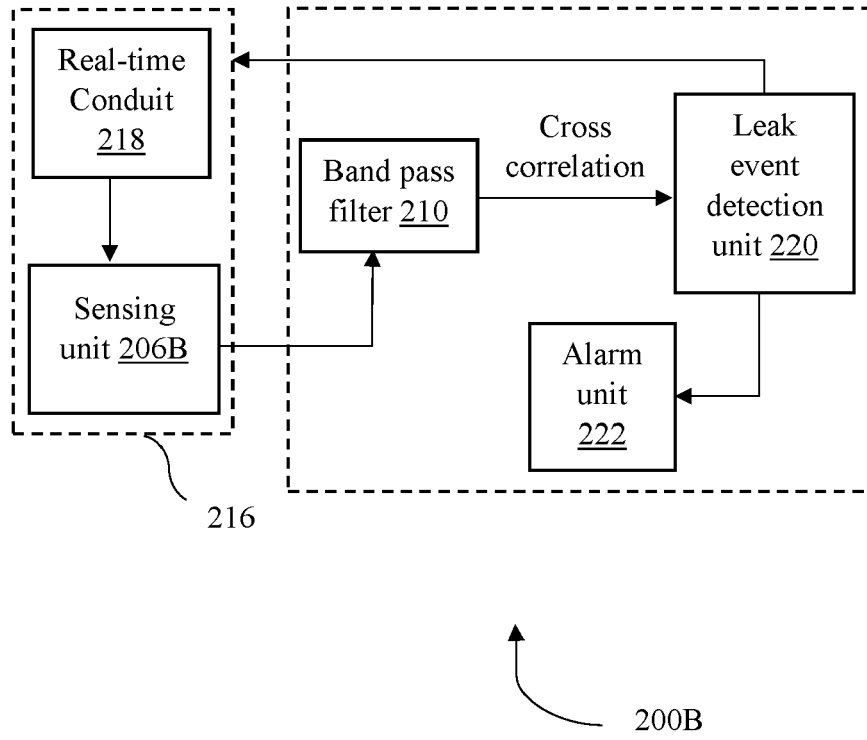 Real-time
Conduit
218
Sensing
unit 206B
216
Band pass
filter 210
Cross
correlation
Leak
event
detection
unit 220
Alarm
unit
222
200B